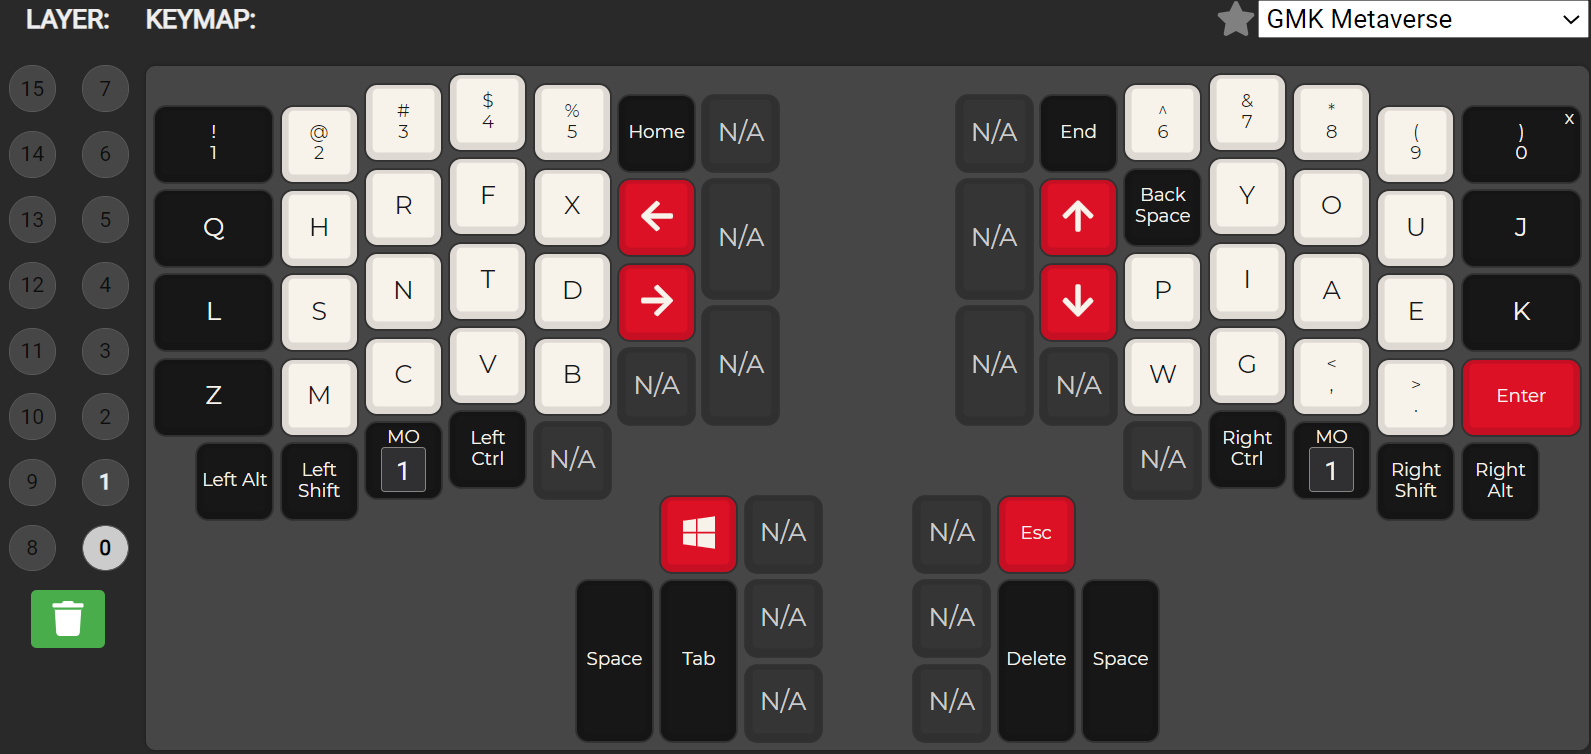 LAYER: KEYMAP: GMK Metaverse
15 7
14 6
13 5
12 4
11 3
10 2
9 1
8 0
! @ # $ % Home N/A N/A End ^ & * ( ) x
1 2 3 4 5 6 7 8 9 0
Q H R F X ← N/A N/A ↑ Back Space Y O U J
L S N T D → ↓ P I A E K
Z M C V B N/A N/A N/A N/A W G < , > . Enter
Left Alt Left Shift MO 1 Left Ctrl N/A N/A Right Ctrl MO 1 Right Shift Right Alt
N/A N/A Esc
Space Tab N/A N/A Delete Space
N/A N/A